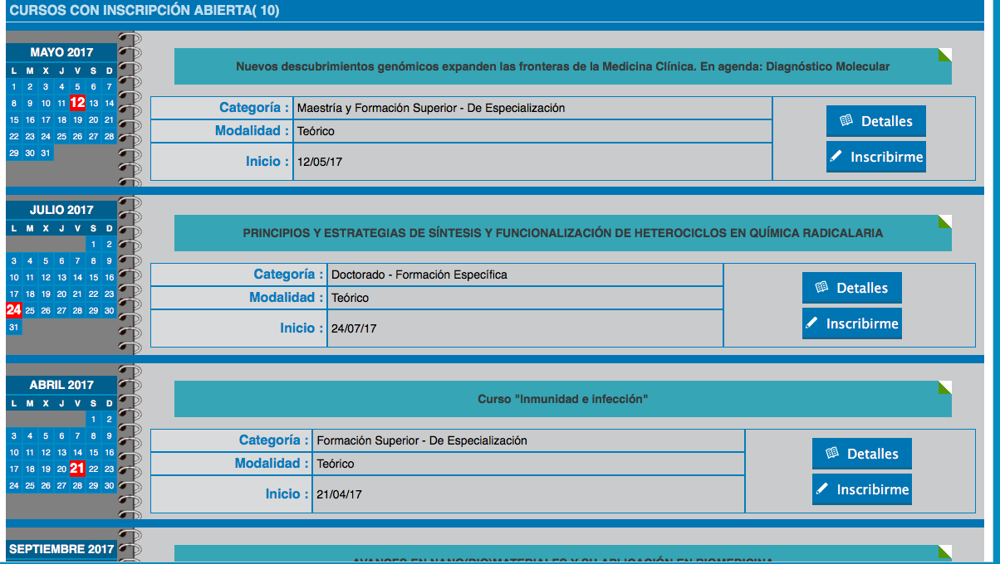 CURSOS CON INSCRIPCIÓN ABIERTA( 10)
MAYO 2017
L M X J V S D
1 2 3 4 5 6 7
8 9 10 11 12 13 14
15 16 17 18 19 20 21
22 23 24 25 26 27 28
29 30 31
Nuevos descubrimientos genómicos expanden las fronteras de la Medicina Clínica. En agenda: Diagnóstico Molecular
Categoría : Maestría y Formación Superior - De Especialización
Modalidad : Teórico
Inicio : 12/05/17
Detalles
Inscribirme
JULIO 2017
L M X J V S D
1 2
3 4 5 6 7 8 9
10 11 12 13 14 15 16
17 18 19 20 21 22 23
24 25 26 27 28 29 30
31
PRINCIPIOS Y ESTRATEGIAS DE SÍNTESIS Y FUNCIONALIZACIÓN DE HETEROCICLOS EN QUÍMICA RADICALARIA
Categoría : Doctorado - Formación Específica
Modalidad : Teórico
Inicio : 24/07/17
Detalles
Inscribirme
ABRIL 2017
L M X J V S D
1 2
3 4 5 6 7 8 9
10 11 12 13 14 15 16
17 18 19 20 21 22 23
24 25 26 27 28 29 30
Curso "Inmunidad e infección"
Categoría : Formación Superior - De Especialización
Modalidad : Teórico
Inicio : 21/04/17
Detalles
Inscribirme
SEPTIEMBRE 2017
AVANCES EN NANO(BIO)MATERIALES Y SU APLICACIÓN EN BIOMEDICINA